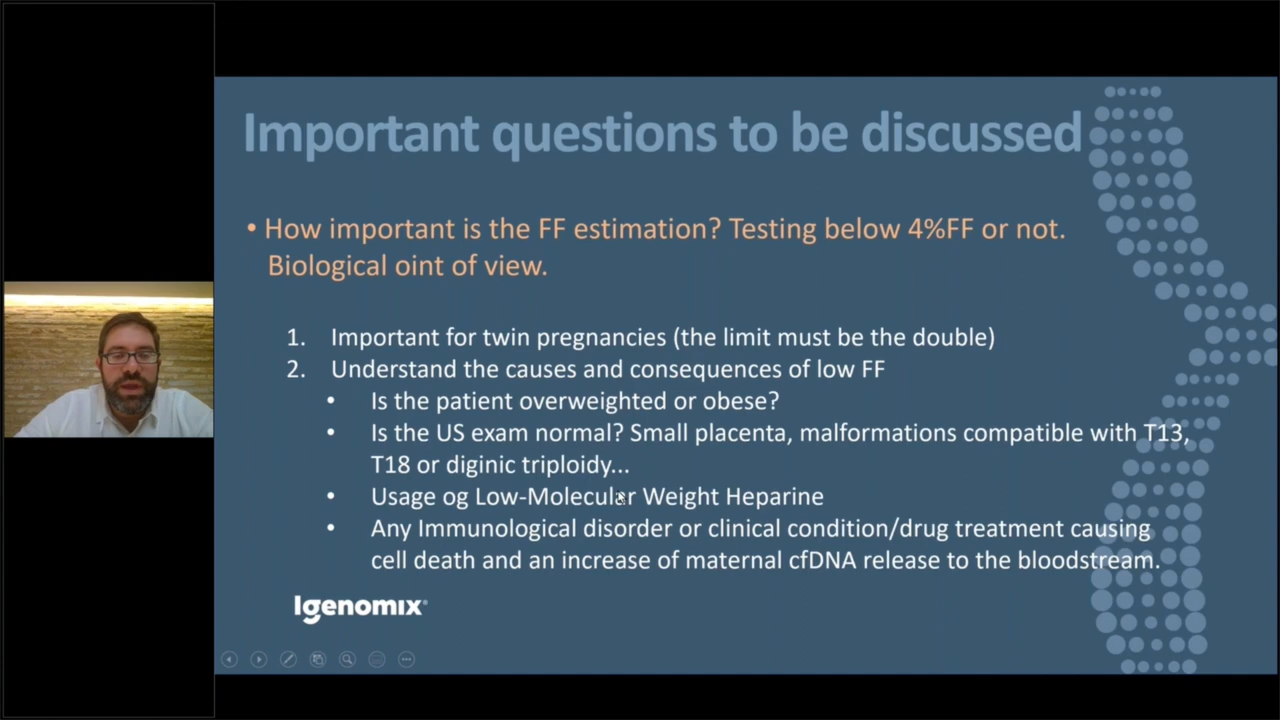 Important questions to be discussed
• How important is the FF estimation? Testing below 4%FF or not.
Biological oint of view.
1. Important for twin pregnancies (the limit must be the double)
2. Understand the causes and consequences of low FF
• Is the patient overweighted or obese?
• Is the US exam normal? Small placenta, malformations compatible with T13,
T18 or diginic triploidy...
• Usage og Low-Molecular Weight Heparine
• Any Immunological disorder or clinical condition/drug treatment causing
cell death and an increase of maternal cfDNA release to the bloodstream.
Igenomix®